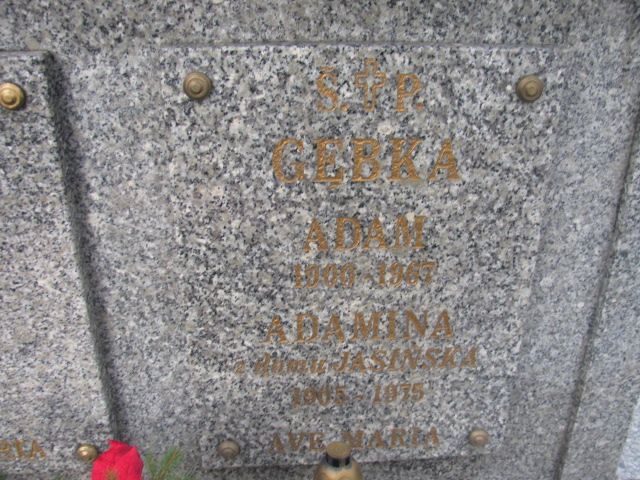 Ś. P.
GĘBKA
ADAM
1900 - 1967
ADAMINA
z domu JASIŃSKA
1905 - 1975
AVE MARIA